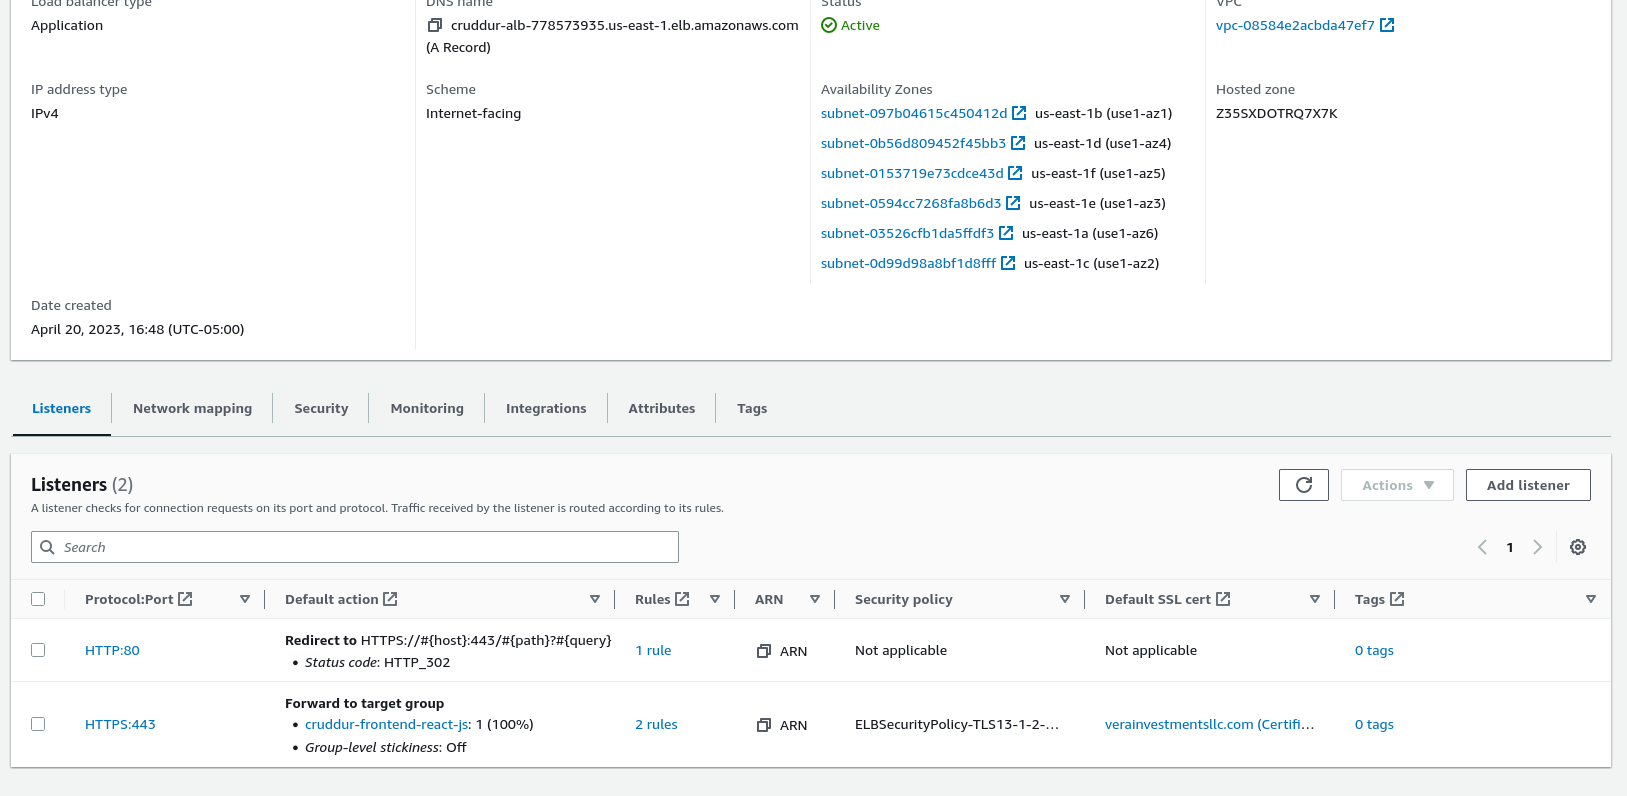 Load balancer type
DNS name
Status
VPC
Application
cruddur-alb-778573935.us-east-1.elb.amazonaws.com
(A Record)
Active
vpc-08584e2acbda47ef7
IP address type
Scheme
Availability Zones
Hosted zone
IPv4
Internet-facing
subnet-097b04615c450412d us-east-1b (use1-az1)
Z35SXDOTRQ7X7K
subnet-0b56d809452f45bb3 us-east-1d (use1-az4)
subnet-0153719e73cdce43d us-east-1f (use1-az5)
subnet-0594cc7268fa8b6d3 us-east-1e (use1-az3)
subnet-03526cfb1da5ffdf3 us-east-1a (use1-az6)
subnet-0d99d98a8bf1d8fff us-east-1c (use1-az2)
Date created
April 20, 2023, 16:48 (UTC-05:00)
Listeners Network mapping Security Monitoring Integrations Attributes Tags
Listeners (2)
Actions
Add listener
A listener checks for connection requests on its port and protocol. Traffic received by the listener is routed according to its rules.
Search
1
Protocol:Port Default action Rules ARN Security policy Default SSL cert Tags
Redirect to HTTPS://#{host}:443/#{path}?#{query}
HTTP:80
1 rule
ARN
Not applicable
Not applicable
0 tags
• Status code: HTTP_302
Forward to target group
HTTPS:443
• cruddur-frontend-react-js: 1 (100%)
2 rules
ARN
ELBSecurityPolicy-TLS13-1-2-...
verainvestmentsllc.com (Certifi...
0 tags
• Group-level stickiness: Off